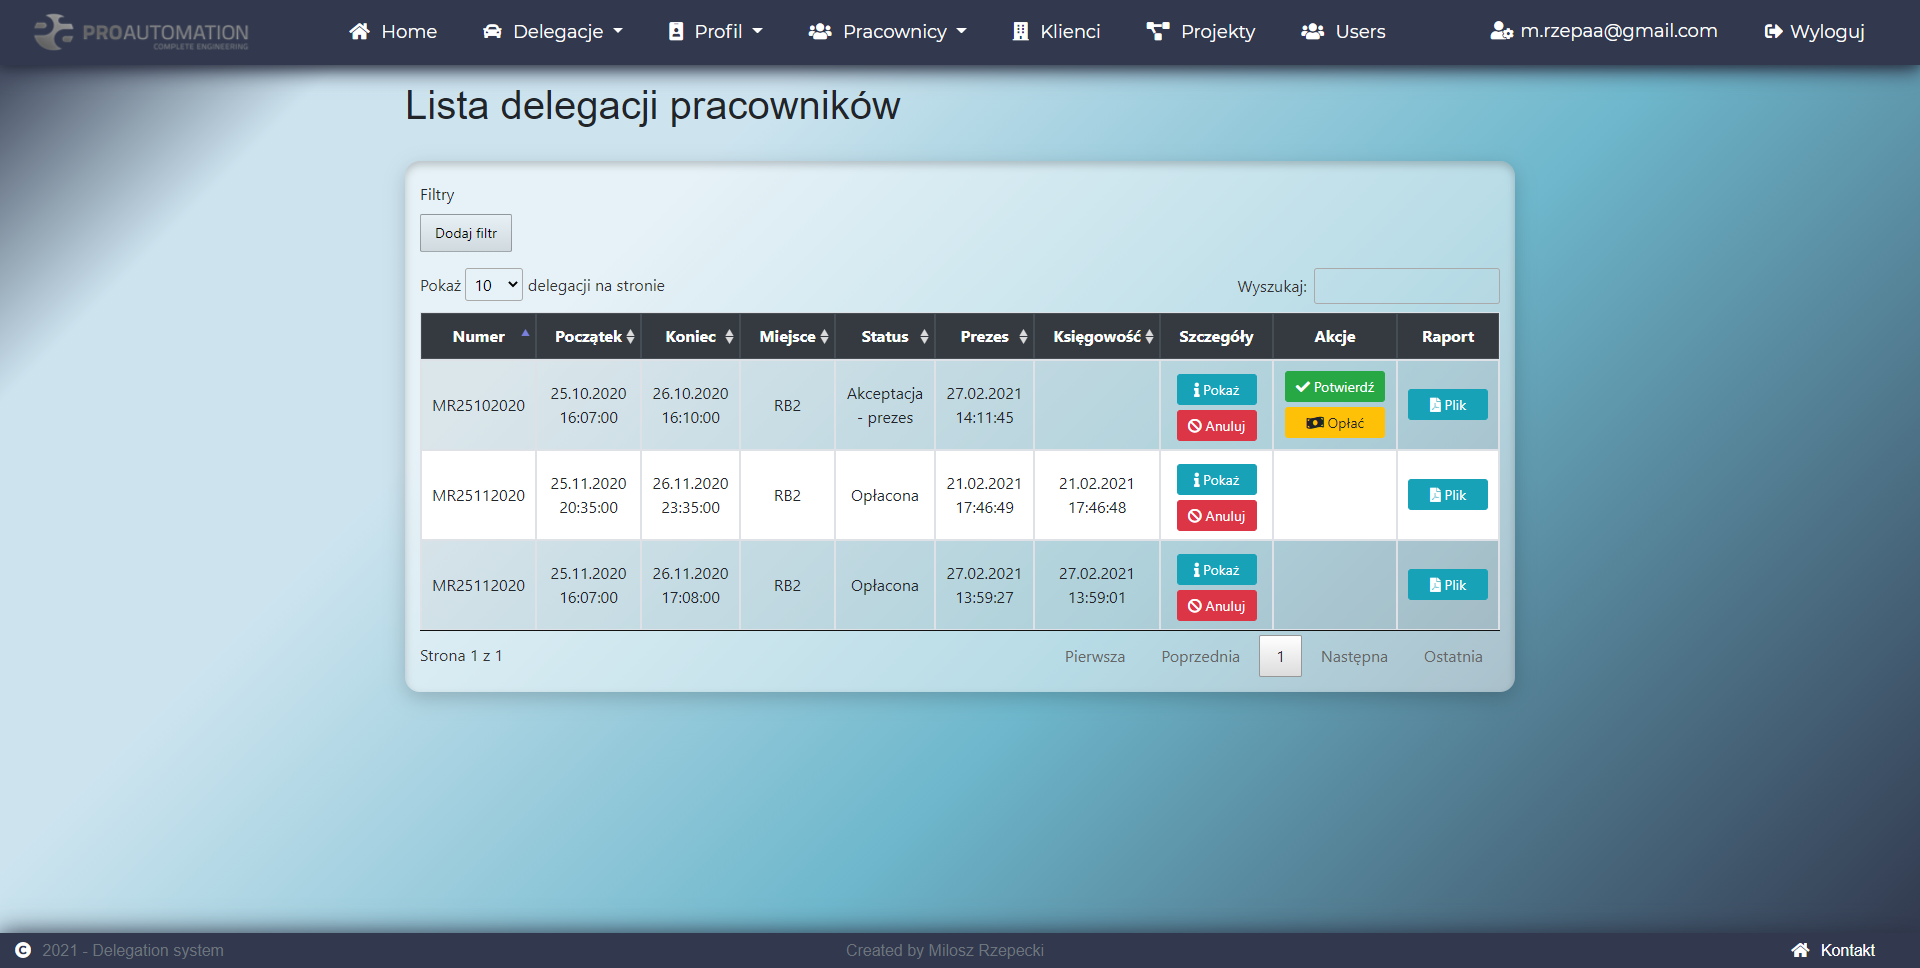 PROAUTOMATION
COMPLETE ENGINEERING
Home Delegacje Profil Pracownicy Klienci Projekty Users m.rzepaa@gmail.com Wyloguj
Lista delegacji pracowników
Filtry
Dodaj filtr
Pokaż 10 delegacji na stronie Wyszukaj:
Numer Początek Koniec Miejsce Status Prezes Księgowość Szczegóły Akcje Raport
MR25102020 25.10.2020 16:07:00 26.10.2020 16:10:00 RB2 Akceptacja - prezes 27.02.2021 14:11:45 Pokaż Anuluj Potwierdź Opłać Plik
MR25112020 25.11.2020 20:35:00 26.11.2020 23:35:00 RB2 Opłacona 21.02.2021 17:46:49 21.02.2021 17:46:48 Pokaż Anuluj Plik
MR25112020 25.11.2020 16:07:00 26.11.2020 17:08:00 RB2 Opłacona 27.02.2021 13:59:27 27.02.2021 13:59:01 Pokaż Anuluj Plik
Strona 1 z 1 Pierwsza Poprzednia 1 Następna Ostatnia
2021 - Delegation system Created by Milosz Rzepecki Kontakt